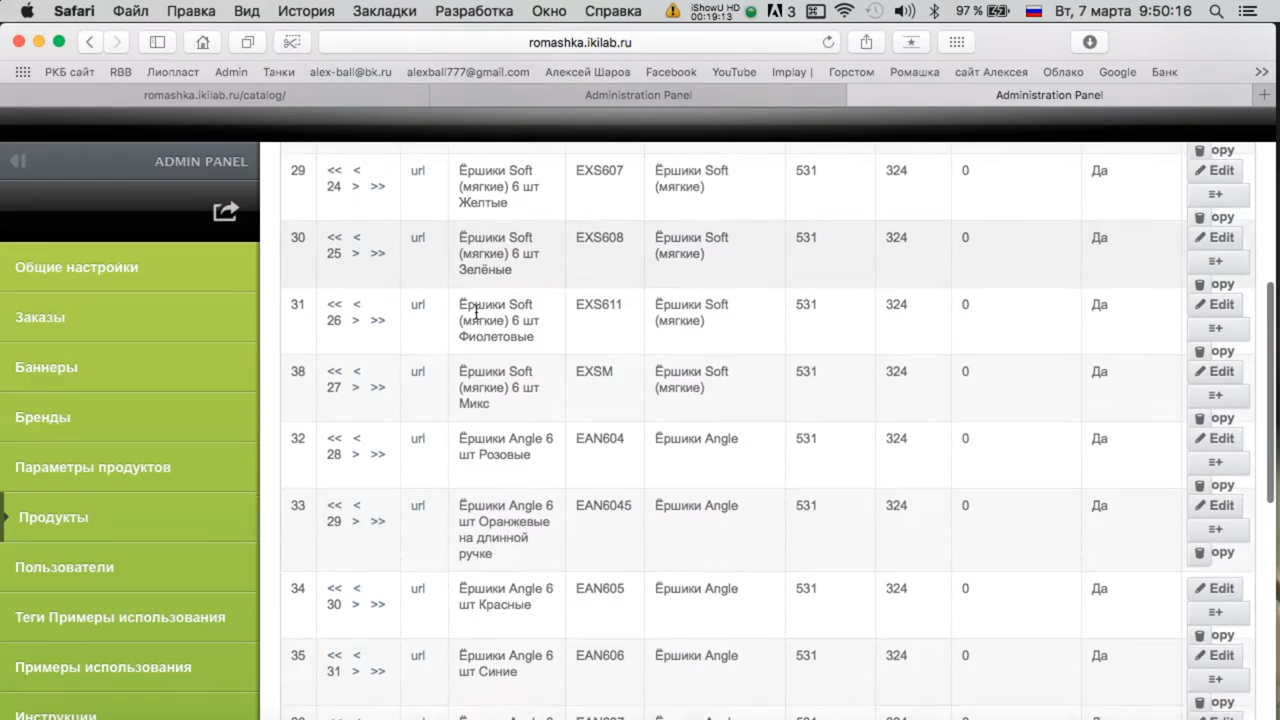 Safari Файл Правка Вид История Закладки Разработка Окно Справка iShowU HD 00:19:13 3 97 % Вт, 7 марта 9:50:16
romashka.ikilab.ru
РКБ сайт RBB Лиопласт Admin Танки alex-ball@bk.ru alexball777@gmail.com Алексей Шаров Facebook YouTube Implay | Горстом Ромашка сайт Алексея Облако Google Банк >>
romashka.ikilab.ru/catalog/ Administration Panel Administration Panel +
ADMIN PANEL
Общие настройки
Заказы
Баннеры
Бренды
Параметры продуктов
Продукты
Пользователи
Теги Примеры использования
Примеры использования
Инструкции
opy
29 << < url Ёршики Soft EXS607 Ёршики Soft 531 324 0 Да Edit
24 > >> (мягкие) 6 шт (мягкие)
Желтые
opy
30 << < url Ёршики Soft EXS608 Ёршики Soft 531 324 0 Да Edit
25 > >> (мягкие) 6 шт (мягкие)
Зелёные
opy
31 << < url Ёршики Soft EXS611 Ёршики Soft 531 324 0 Да Edit
26 > >> (мягкие) 6 шт (мягкие)
Фиолетовые
opy
38 << < url Ёршики Soft EXSM Ёршики Soft 531 324 0 Да Edit
27 > >> (мягкие) 6 шт (мягкие)
Микс
opy
32 << < url Ёршики Angle 6 EAN604 Ёршики Angle 531 324 0 Да Edit
28 > >> шт Розовые
opy
33 << < url Ёршики Angle 6 EAN6045 Ёршики Angle 531 324 0 Да Edit
29 > >> шт Оранжевые
на длинной
ручке
opy
34 << < url Ёршики Angle 6 EAN605 Ёршики Angle 531 324 0 Да Edit
30 > >> шт Красные
opy
35 << < url Ёршики Angle 6 EAN606 Ёршики Angle 531 324 0 Да Edit
31 > >> шт Синие
opy